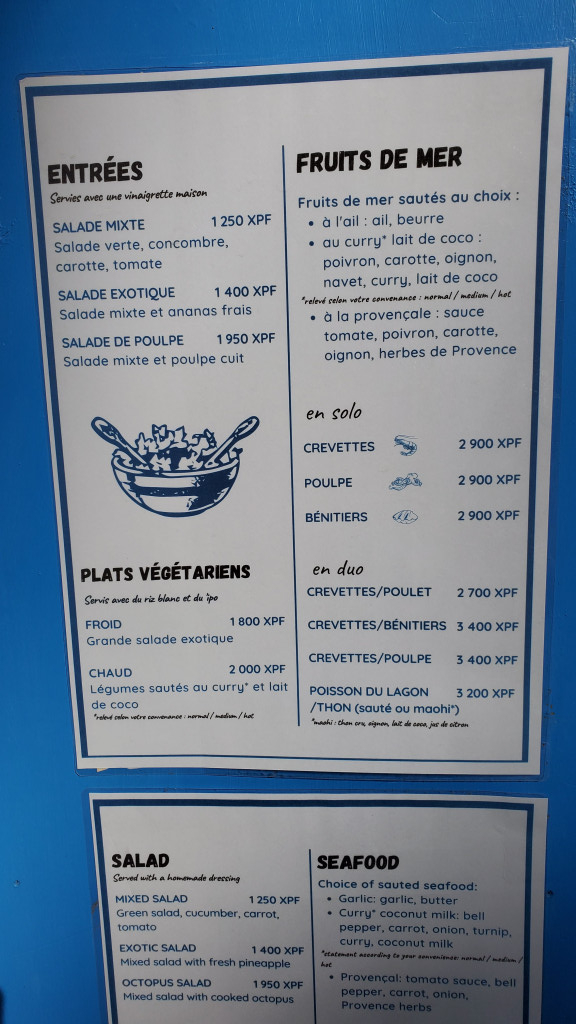 ENTRÉES
Servies avec une vinaigrette maison
SALADE MIXTE 1 250 XPF
Salade verte, concombre,
carotte, tomate
SALADE EXOTIQUE 1 400 XPF
Salade mixte et ananas frais
SALADE DE POULPE 1 950 XPF
Salade mixte et poulpe cuit
PLATS VÉGÉTARIENS
Servis avec du riz blanc et du ipo
FROID 1 800 XPF
Grande salade exotique
CHAUD 2 000 XPF
Légumes sautés au curry* et lait
de coco
*relevé selon votre convenance : normal / medium / hot
FRUITS DE MER
Fruits de mer sautés au choix :
• à l'ail : ail, beurre
• au curry* lait de coco :
poivron, carotte, oignon,
navet, curry, lait de coco
*relevé selon votre convenance : normal / medium / hot
• à la provençale : sauce
tomate, poivron, carotte,
oignon, herbes de Provence
en solo
CREVETTES 2 900 XPF
POULPE 2 900 XPF
BÉNITIERS 2 900 XPF
en duo
CREVETTES/POULET 2 700 XPF
CREVETTES/BÉNITIERS 3 400 XPF
CREVETTES/POULPE 3 400 XPF
POISSON DU LAGON 3 200 XPF
/THON (sauté ou maohi*)
*maohi : thon cru, oignon, lait de coco, jus de citron
SALAD
Served with a homemade dressing
MIXED SALAD 1 250 XPF
Green salad, cucumber, carrot,
tomato
EXOTIC SALAD 1 400 XPF
Mixed salad with fresh pineapple
OCTOPUS SALAD 1 950 XPF
Mixed salad with cooked octopus
SEAFOOD
Choice of sauted seafood:
• Garlic: garlic, butter
• Curry* coconut milk: bell
pepper, carrot, onion, turnip,
curry, coconut milk
*statement according to your convenience: normal / medium /
hot
• Provençal: tomato sauce, bell
pepper, carrot, onion,
Provence herbs